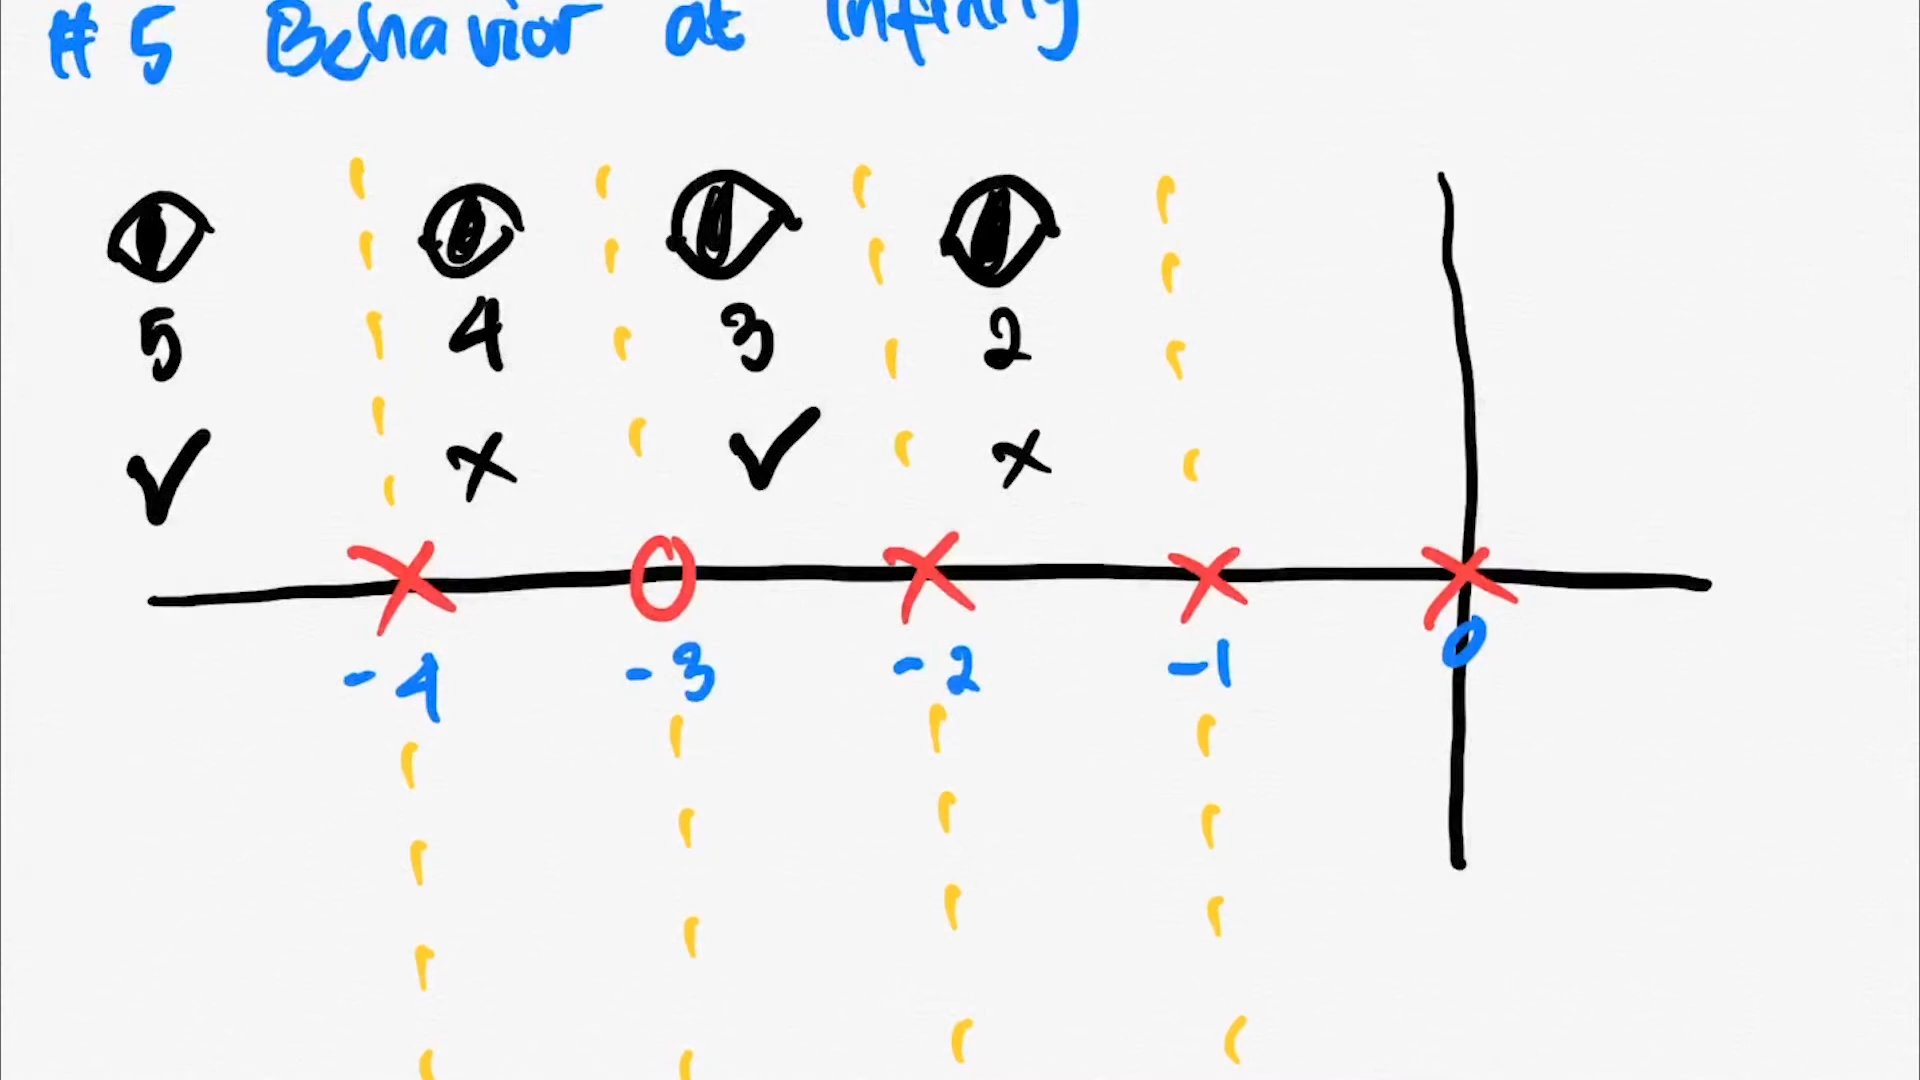 # 5 Behavior at infinity
5 4 3 2
✓ × ✓ ×
-4 -3 -2 -1 0